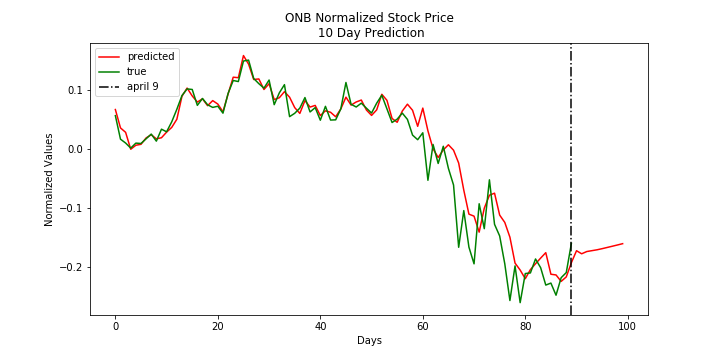 ONB Normalized Stock Price
10 Day Prediction
predicted
true
april 9
Normalized Values
0.1
0.0
−0.1
−0.2
0 20 40 60 80 100
Days